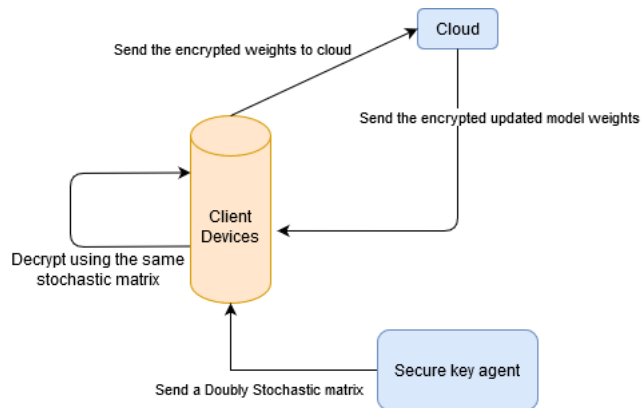 Cloud
Send the encrypted weights to cloud
Send the encrypted updated model weights
Client
Devices
Decrypt using the same
stochastic matrix
Secure key agent
Send a Doubly Stochastic matrix